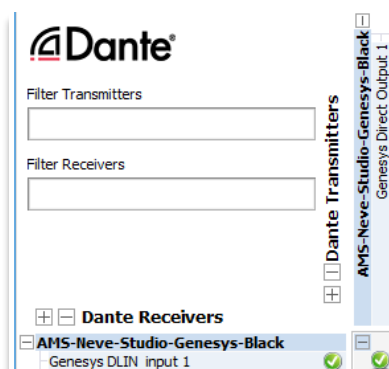 Dante®
Filter Transmitters
Filter Receivers
Dante Transmitters
AMS-Neve-Studio-Genesys-Black
Genesys Direct Output 1
Dante Receivers
AMS-Neve-Studio-Genesys-Black
Genesys DLIN input 1